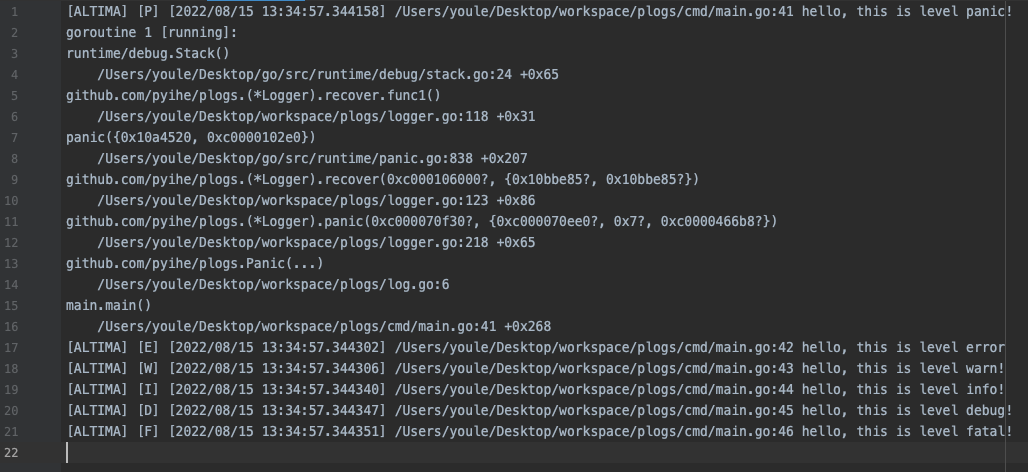 1 [ALTIMA] [P] [2022/08/15 13:34:57.344158] /Users/youle/Desktop/workspace/plogs/cmd/main.go:41 hello, this is level panic!
2 goroutine 1 [running]:
3 runtime/debug.Stack()
4     /Users/youle/Desktop/go/src/runtime/debug/stack.go:24 +0x65
5 github.com/pyihe/plogs.(*Logger).recover.func1()
6     /Users/youle/Desktop/workspace/plogs/logger.go:118 +0x31
7 panic({0x10a4520, 0xc0000102e0})
8     /Users/youle/Desktop/go/src/runtime/panic.go:838 +0x207
9 github.com/pyihe/plogs.(*Logger).recover(0xc000106000?, {0x10bbe85?, 0x10bbe85?})
10     /Users/youle/Desktop/workspace/plogs/logger.go:123 +0x86
11 github.com/pyihe/plogs.(*Logger).panic(0xc000070f30?, {0xc000070ee0?, 0x7?, 0xc0000466b8?})
12     /Users/youle/Desktop/workspace/plogs/logger.go:218 +0x65
13 github.com/pyihe/plogs.Panic(...)
14     /Users/youle/Desktop/workspace/plogs/log.go:6
15 main.main()
16     /Users/youle/Desktop/workspace/plogs/cmd/main.go:41 +0x268
17 [ALTIMA] [E] [2022/08/15 13:34:57.344302] /Users/youle/Desktop/workspace/plogs/cmd/main.go:42 hello, this is level error
18 [ALTIMA] [W] [2022/08/15 13:34:57.344306] /Users/youle/Desktop/workspace/plogs/cmd/main.go:43 hello, this is level warn!
19 [ALTIMA] [I] [2022/08/15 13:34:57.344340] /Users/youle/Desktop/workspace/plogs/cmd/main.go:44 hello, this is level info!
20 [ALTIMA] [D] [2022/08/15 13:34:57.344347] /Users/youle/Desktop/workspace/plogs/cmd/main.go:45 hello, this is level debug!
21 [ALTIMA] [F] [2022/08/15 13:34:57.344351] /Users/youle/Desktop/workspace/plogs/cmd/main.go:46 hello, this is level fatal!
22